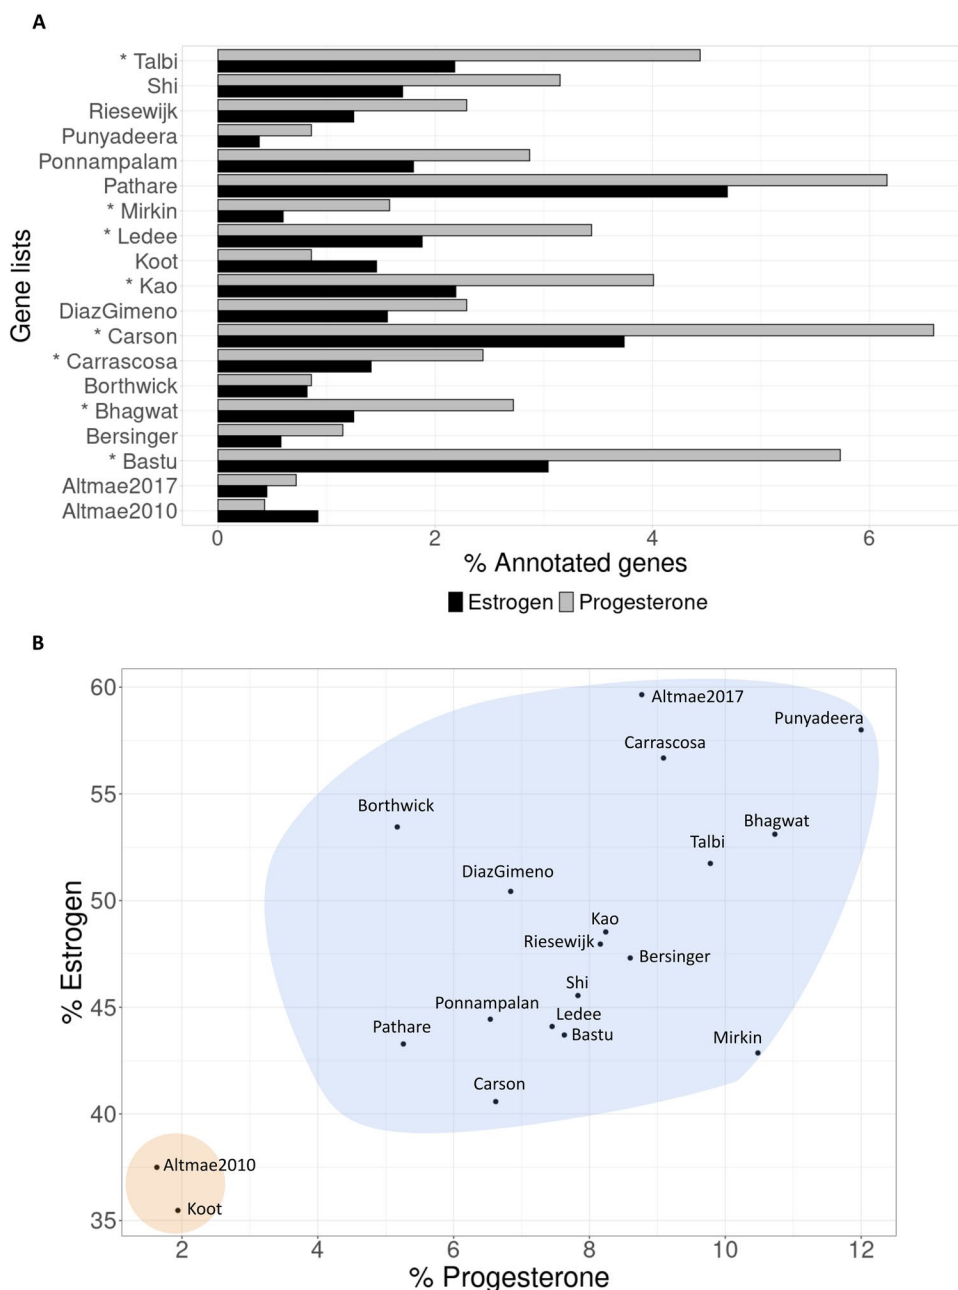 A
* Talbi
Shi
Riesewijk
Punyadeera
Ponnampalam
Pathare
* Mirkin
* Ledee
Koot
* Kao
DiazGimeno
* Carson
* Carrascosa
Borthwick
* Bhagwat
Bersinger
* Bastu
Altmae2017
Altmae2010
Gene lists
0 2 4 6
% Annotated genes
Estrogen Progesterone
B
60
55
50
45
40
35
% Estrogen
Altmae2017
Punyadeera
Carrascosa
Borthwick
Bhagwat
Talbi
DiazGimeno
Kao
Riesewijk
Bersinger
Shi
Ponnampalan
Ledee
Pathare
Bastu
Mirkin
Carson
Altmae2010
Koot
2 4 6 8 10 12
% Progesterone